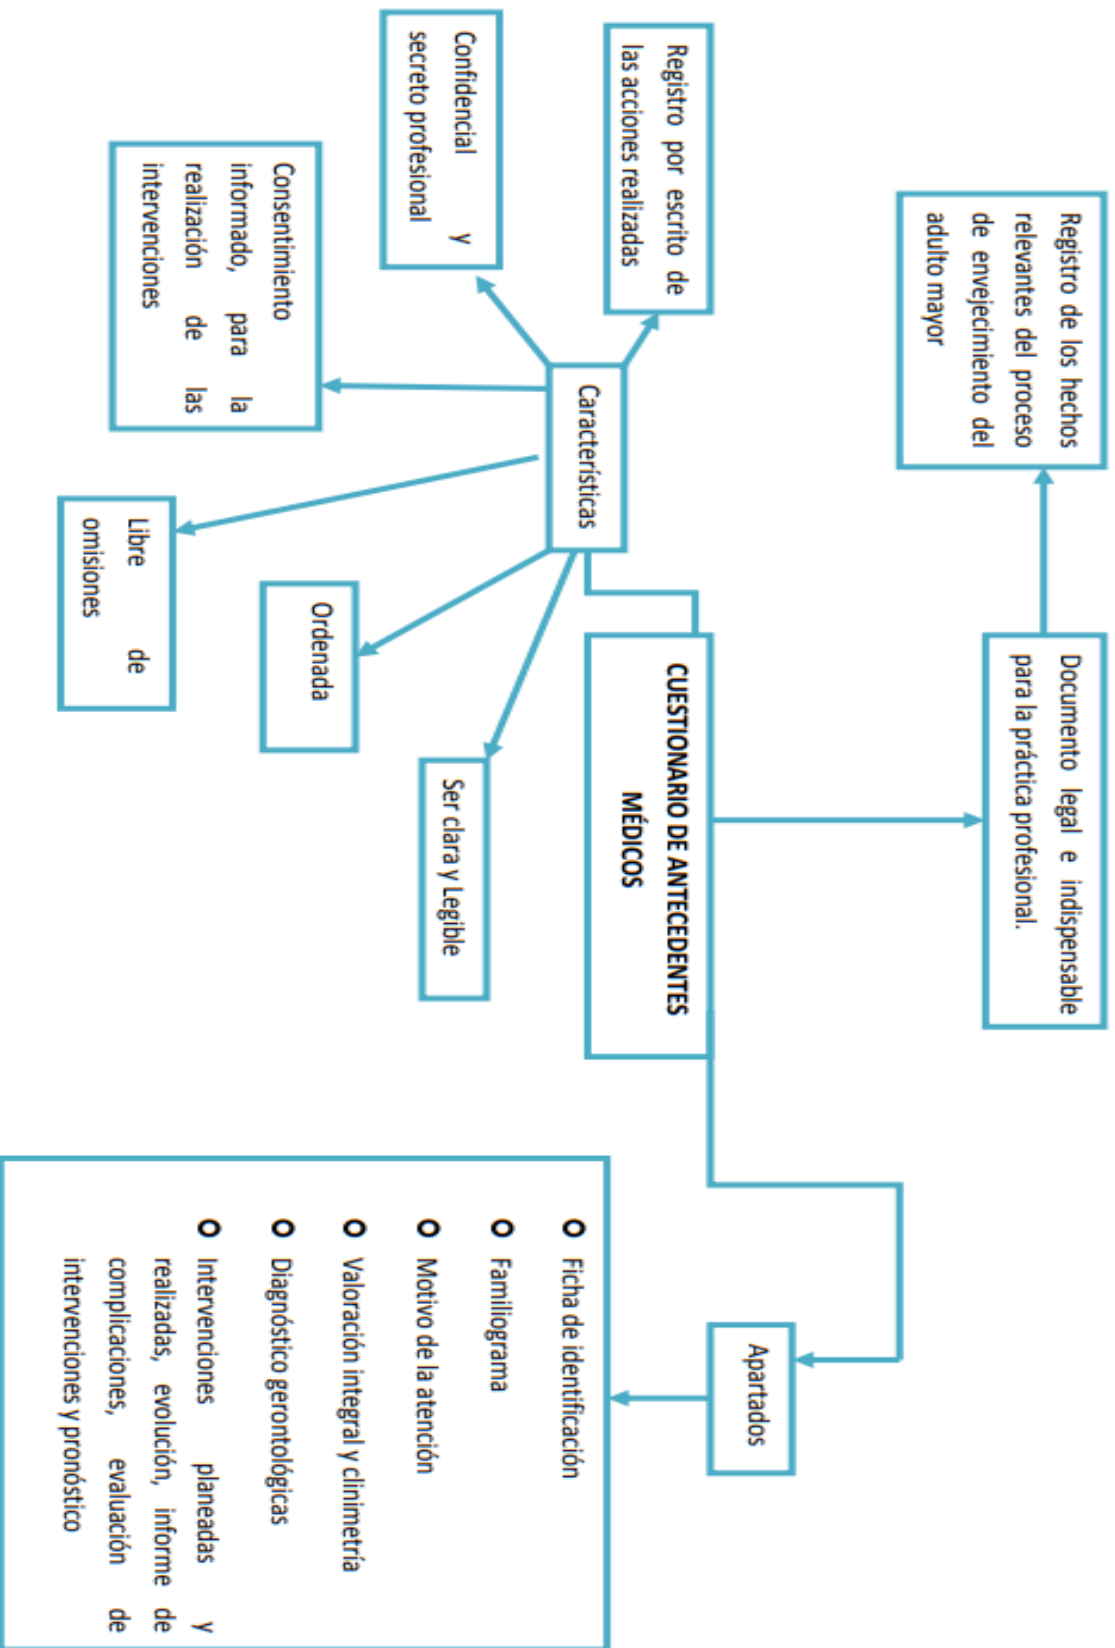 Documento legal e indispensable
para la práctica profesional.
Registro de los hechos
relevantes del proceso
de envejecimiento del
adulto mayor
CUESTIONARIO DE ANTECEDENTES
MÉDICOS
Características
Registro por escrito de
las acciones realizadas
Confidencial y
secreto profesional
Consentimiento
informado, para la
realización de las
intervenciones
Libre de
omisiones
Ordenada
Ser clara y Legible
Apartados
Ficha de identificación
Familiograma
Motivo de la atención
Valoración integral y clinimetría
Diagnóstico gerontológicas
Intervenciones planeadas y
realizadas, evolución, informe de
complicaciones, evaluación de
intervenciones y pronóstico